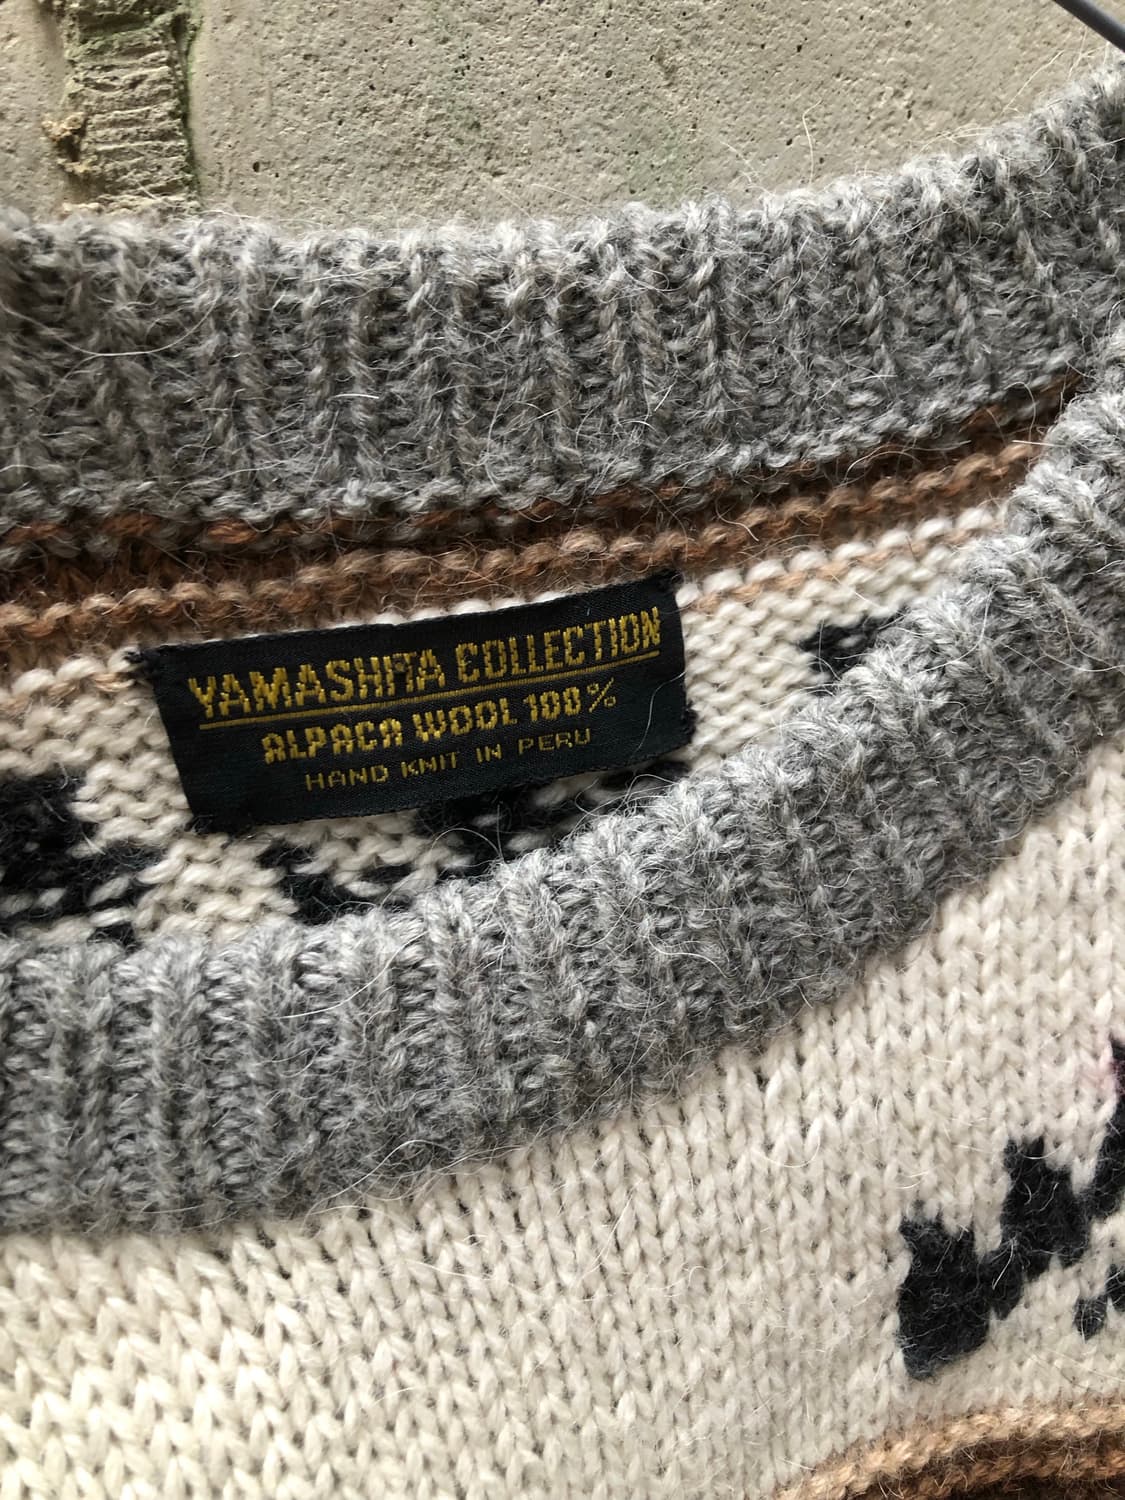 YAMASHITA COLLECTION
ALPACA WOOL 100%
HAND KNIT IN PERU